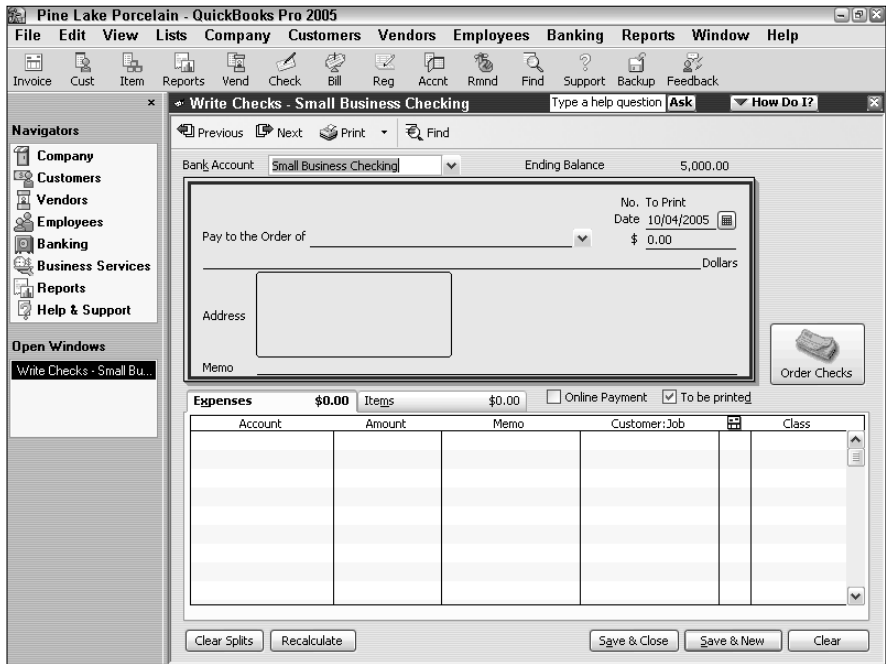 Pine Lake Porcelain - QuickBooks Pro 2005
File Edit View Lists Company Customers Vendors Employees Banking Reports Window Help
Invoice Cust Item Reports Vend Check Bill Reg Accnt Rmnd Find Support Backup Feedback
Write Checks - Small Business Checking Type a help question Ask How Do I?
Navigators
Company
Customers
Vendors
Employees
Banking
Business Services
Reports
Help & Support
Open Windows
Write Checks - Small Bu...
Previous Next Print Find
Bank Account Small Business Checking Ending Balance 5,000.00
No. To Print
Date 10/04/2005
Pay to the Order of $ 0.00
Dollars
Address
Memo
Order Checks
Expenses $0.00 Items $0.00 Online Payment To be printed
Account Amount Memo Customer:Job Class
Clear Splits Recalculate Save & Close Save & New Clear